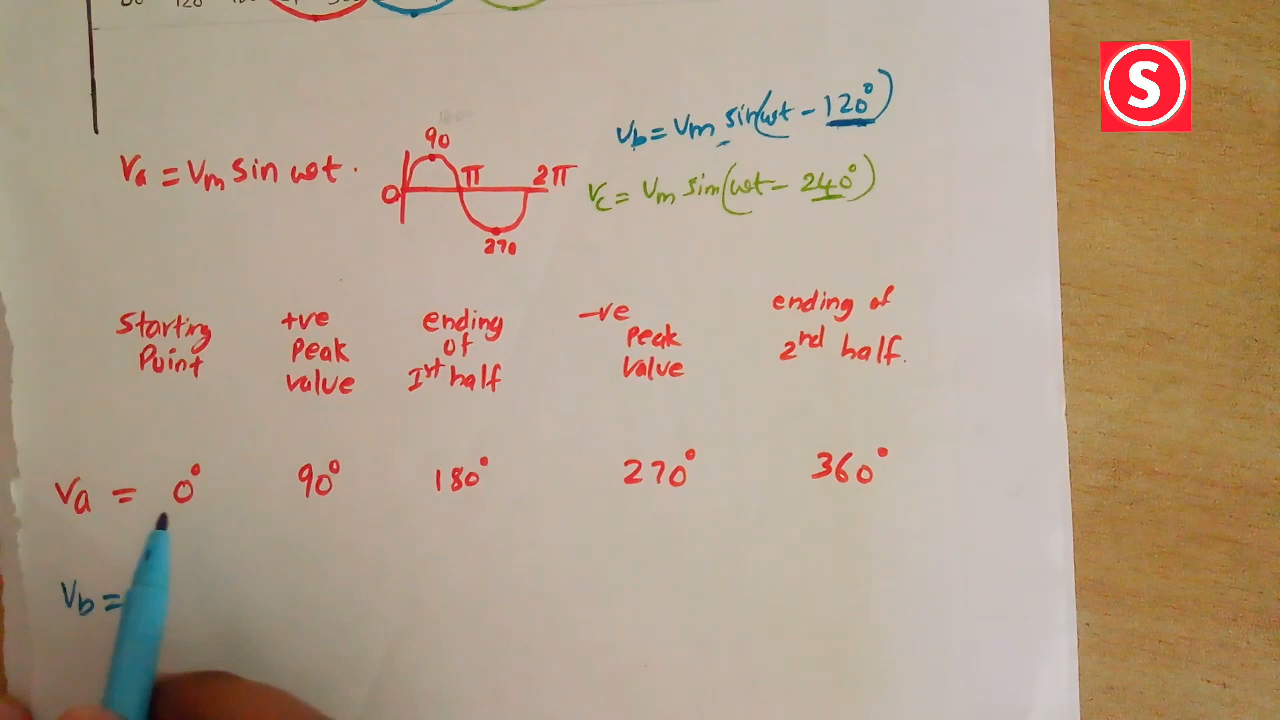 Va = Vm sin ωt.
90
0
π
2π
270
Vb = Vm sin(ωt - 120°)
Vc = Vm sin(ωt - 240°)
Starting Point
+ve Peak value
ending of Ist half
-ve Peak value
ending of 2nd half.
Va = 0° 90° 180° 270° 360°
Vb =
S